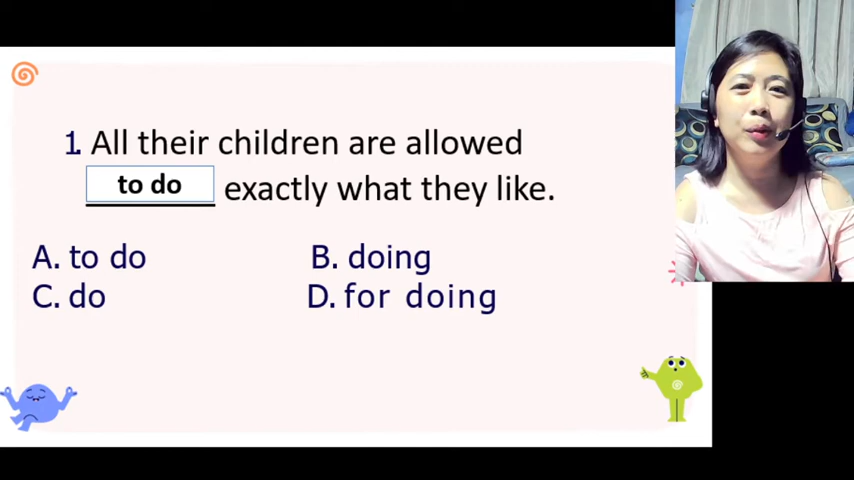 1. All their children are allowed
to do exactly what they like.
A. to do B. doing
C. do D. for doing